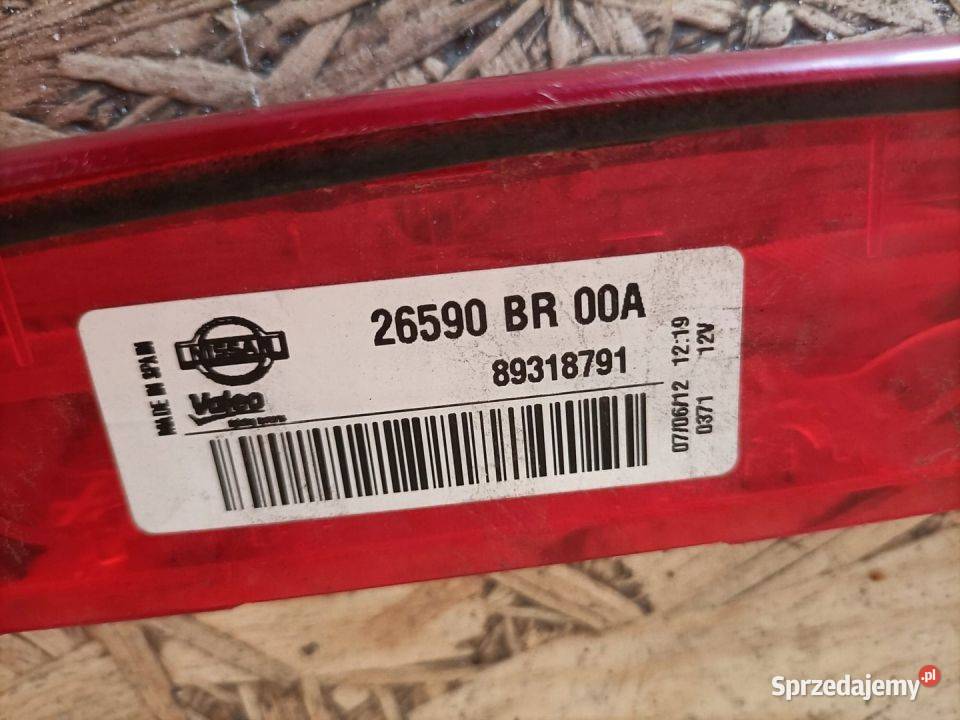 26590 BR 00A
89318791
NISSAN
Valeo
MADE IN SPAIN
07/06/12 12:19
0371 12V
Sprzedajemy.pl